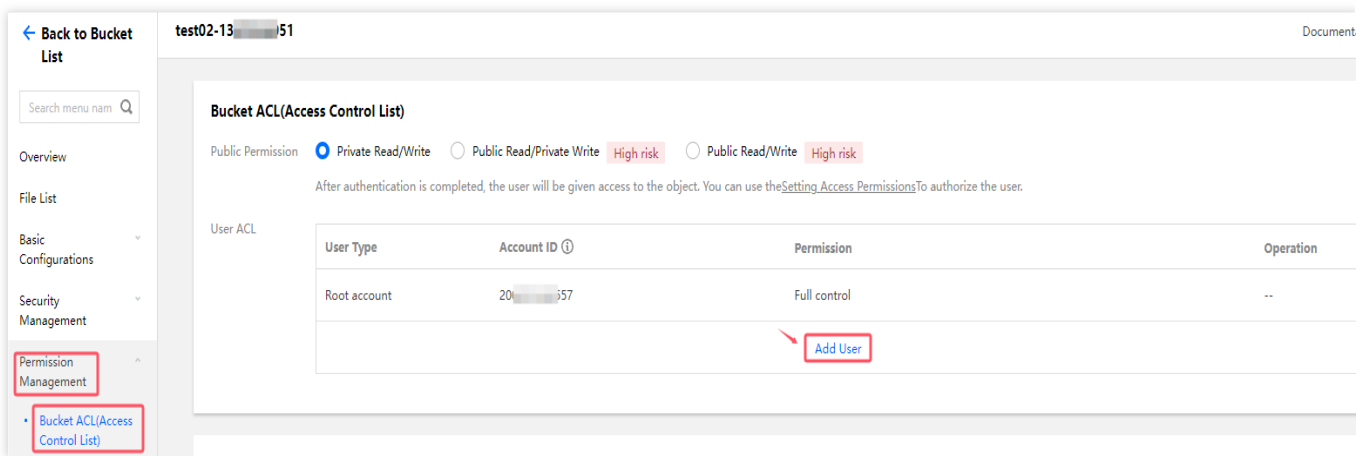 Back to Bucket List
test02-13 51
Document
Search menu nam
Overview
File List
Basic Configurations
Security Management
Permission Management
Bucket ACL(Access Control List)
Bucket ACL(Access Control List)
Public Permission Private Read/Write Public Read/Private Write High risk Public Read/Write High risk
After authentication is completed, the user will be given access to the object. You can use theSetting Access PermissionsTo authorize the user.
User ACL
User Type Account ID Permission Operation
Root account 20 557 Full control --
Add User